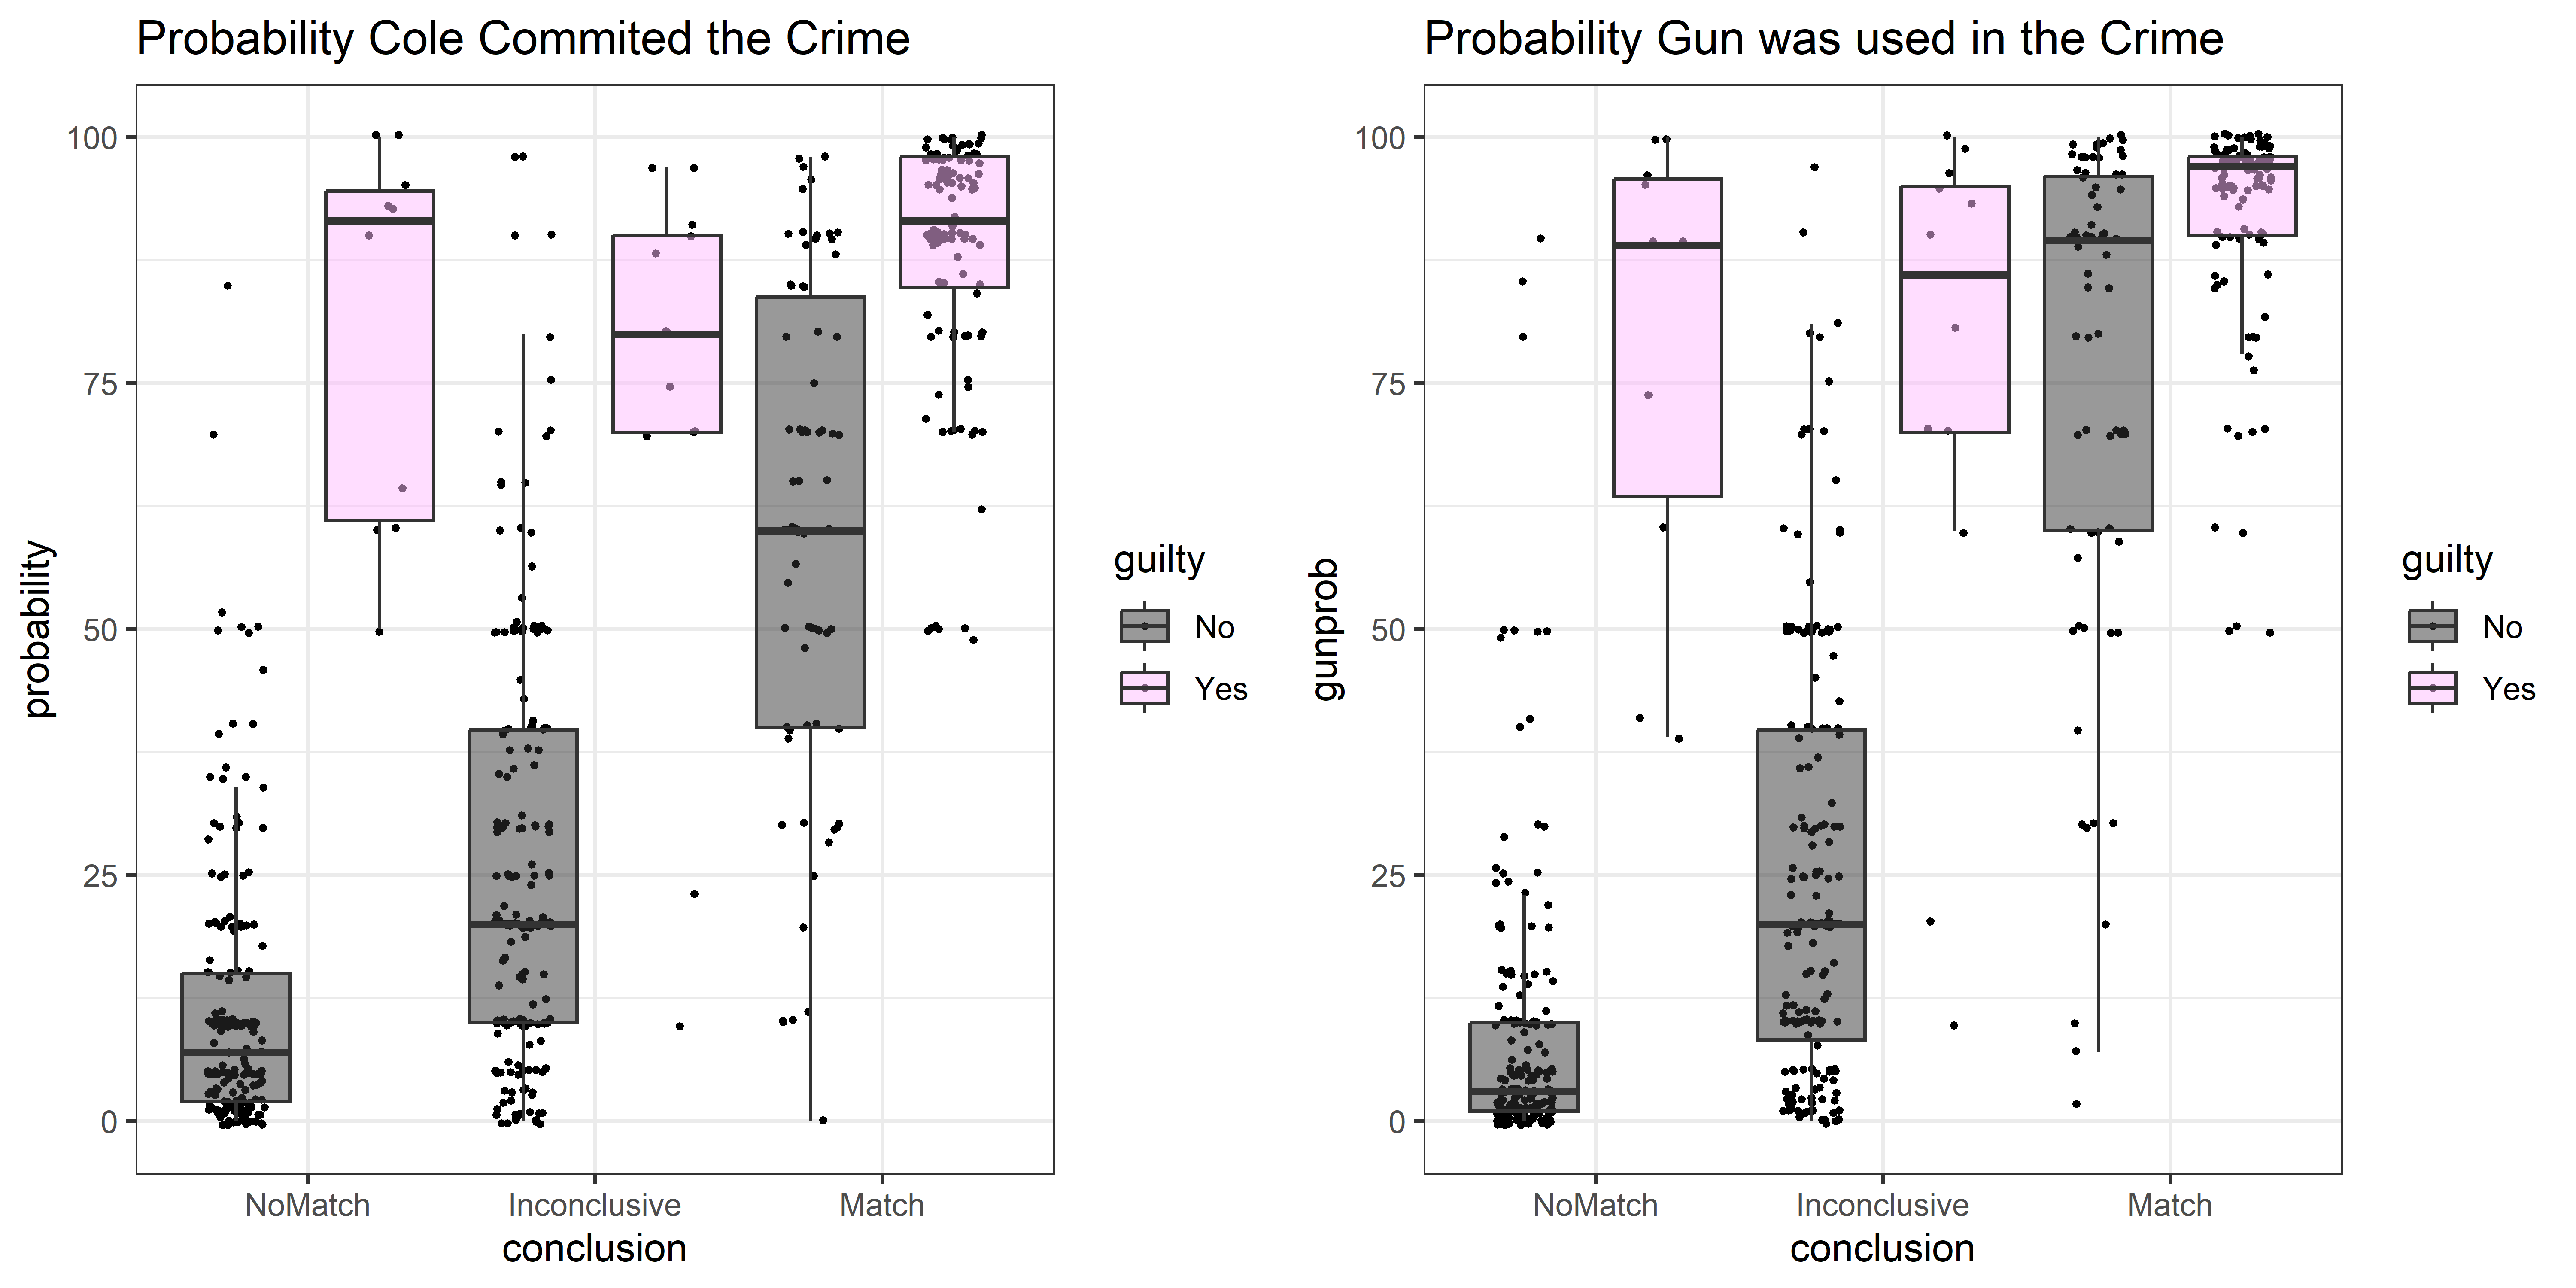 Probability Cole Commited the Crime
100
75
50
25
0
probability
NoMatch
Inconclusive
Match
conclusion
guilty
No
Yes
Probability Gun was used in the Crime
100
75
50
25
0
gunprob
NoMatch
Inconclusive
Match
conclusion
guilty
No
Yes